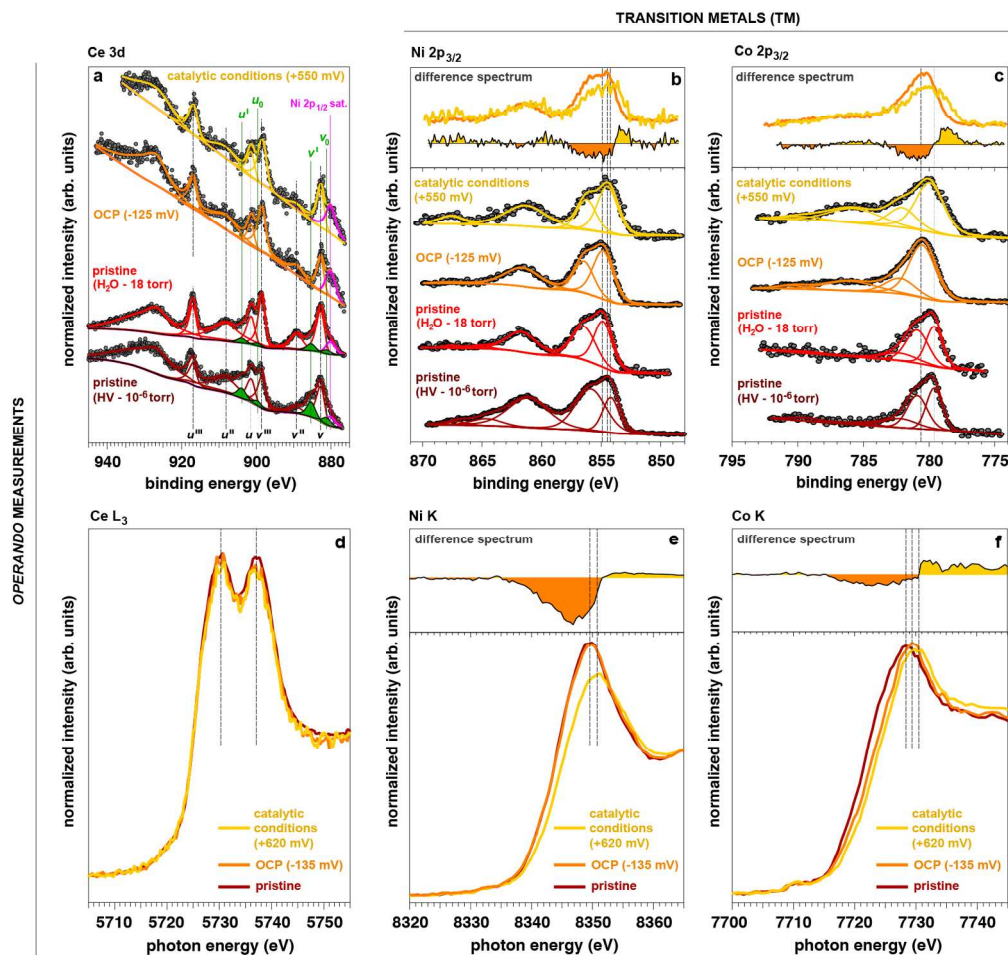 TRANSITION METALS (TM)
OPERANDO MEASUREMENTS
Ce 3d
a
catalytic conditions (+550 mV)
u' u₀
Ni 2p₁/₂ sat.
v' v₀
OCP (-125 mV)
pristine
(H₂O - 18 torr)
pristine
(HV - 10⁻⁶ torr)
u''' u'' u v''' v'' v
normalized intensity (arb. units)
940 920 900 880
binding energy (eV)
Ni 2p₃/₂
difference spectrum
b
catalytic conditions
(+550 mV)
OCP (-125 mV)
pristine
(H₂O - 18 torr)
pristine
(HV - 10⁻⁶ torr)
normalized intensity (arb. units)
870 865 860 855 850
binding energy (eV)
Co 2p₃/₂
difference spectrum
c
catalytic conditions
(+550 mV)
OCP (-125 mV)
pristine
(H₂O - 18 torr)
pristine
(HV - 10⁻⁶ torr)
normalized intensity (arb. units)
795 790 785 780 775
binding energy (eV)
Ce L₃
d
normalized intensity (arb. units)
catalytic
conditions
(+620 mV)
OCP (-135 mV)
pristine
5710 5720 5730 5740 5750
photon energy (eV)
Ni K
difference spectrum
e
normalized intensity (arb. units)
catalytic
conditions
(+620 mV)
OCP (-135 mV)
pristine
8320 8330 8340 8350 8360
photon energy (eV)
Co K
difference spectrum
f
normalized intensity (arb. units)
catalytic
conditions
(+620 mV)
OCP (-135 mV)
pristine
7700 7710 7720 7730 7740
photon energy (eV)